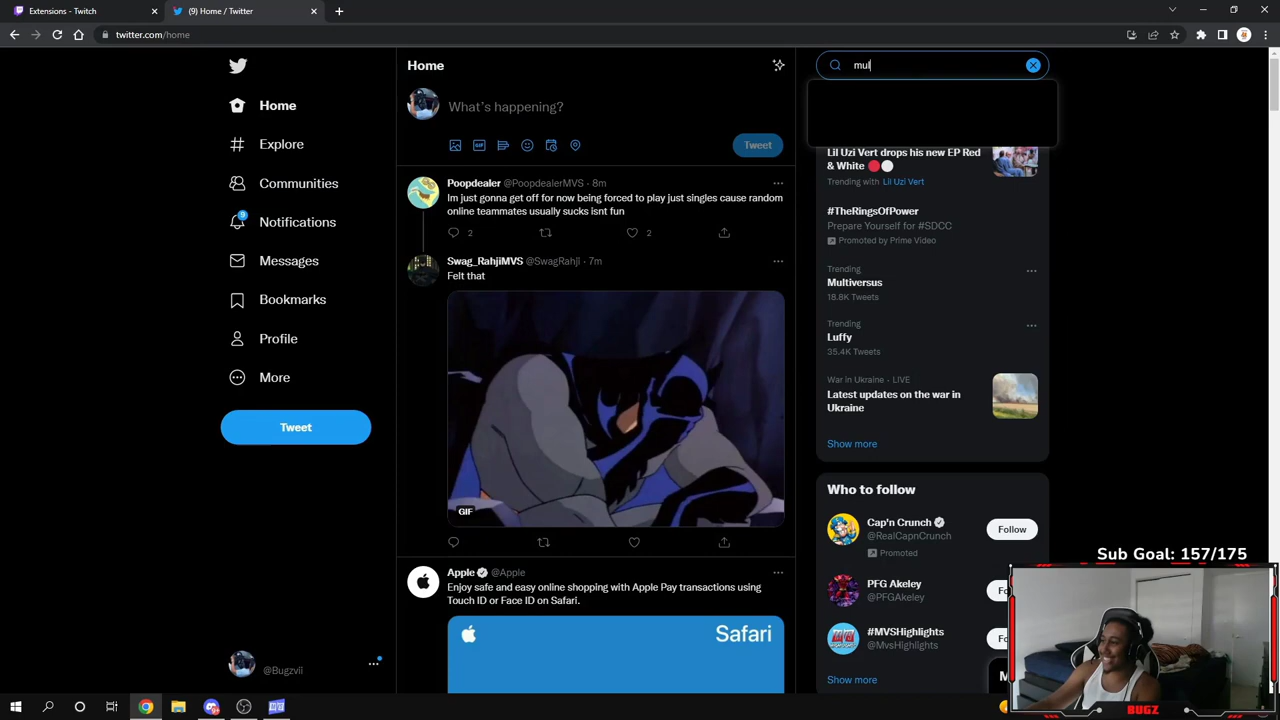 Extensions - Twitch
(9) Home / Twitter
twitter.com/home
Home
Explore
Communities
9
Notifications
Messages
Bookmarks
Profile
More
Tweet
@Bugzvii
Home
What's happening?
GIF
Tweet
Poopdealer @PoopdealerMVS · 8m
Im just gonna get off for now being forced to play just singles cause random
online teammates usually sucks isnt fun
2
2
Swag_RahjiMVS @SwagRahji · 7m
Felt that
GIF
Apple @Apple
Enjoy safe and easy online shopping with Apple Pay transactions using
Touch ID or Face ID on Safari.
Safari
mul
Lil Uzi Vert drops his new EP Red
& White
Trending with Lil Uzi Vert
#TheRingsOfPower
Prepare Yourself for #SDCC
Promoted by Prime Video
Trending
Multiversus
18.8K Tweets
Trending
Luffy
35.4K Tweets
War in Ukraine · LIVE
Latest updates on the war in
Ukraine
Show more
Who to follow
Cap'n Crunch
@RealCapnCrunch
Promoted
Follow
PFG Akeley
@PFGAkeley
Fo
#MVSHighlights
@MvsHighlights
Fo
Show more
Sub Goal: 157/175
BUGZ